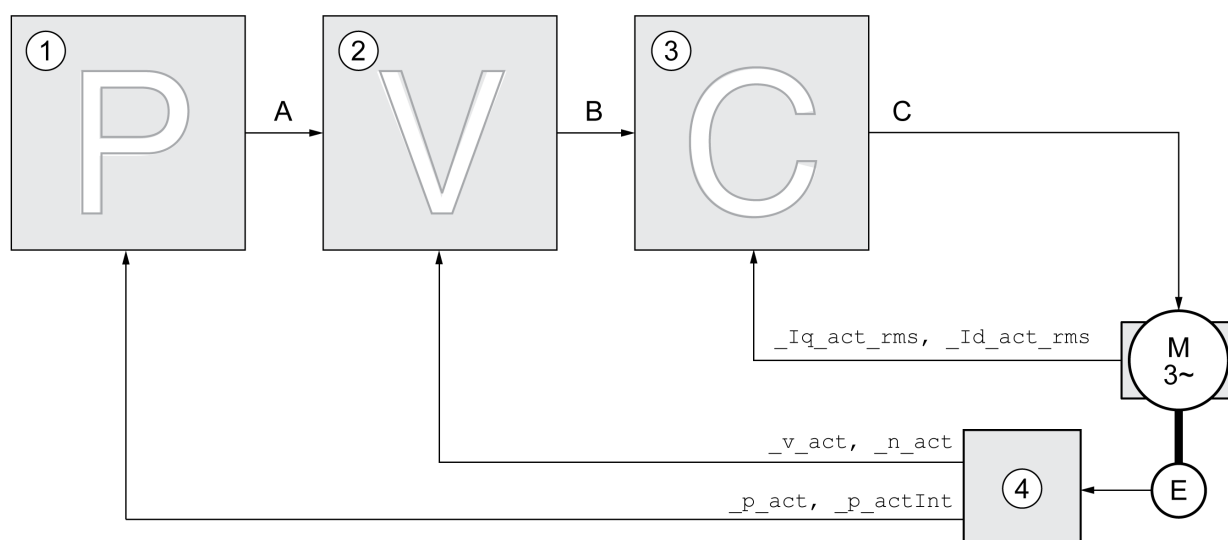 1
P
A
2
V
B
3
C
C
_Iq_act_rms, _Id_act_rms
M
3~
_v_act, _n_act
_p_act, _p_actInt
4
E